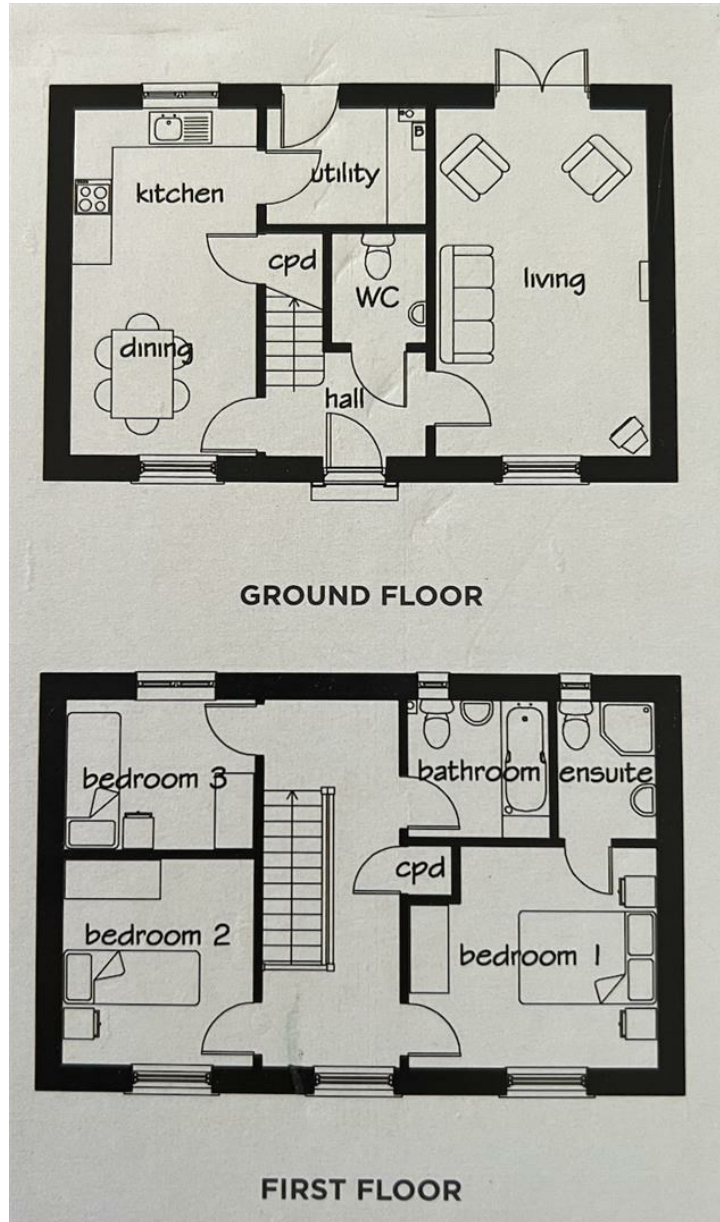 kitchen
utility
cpd
WC
living
dining
hall
B
GROUND FLOOR
bedroom 3
bathroom
ensuite
cpd
bedroom 2
bedroom 1
FIRST FLOOR